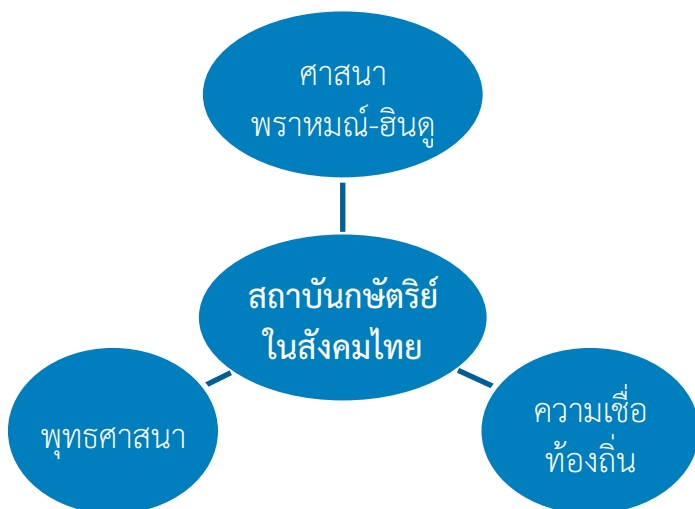 ศาสนา
พราหมณ์-ฮินดู
สถาบันกษัตริย์
ในสังคมไทย
พุทธศาสนา
ความเชื่อ
ท้องถิ่น